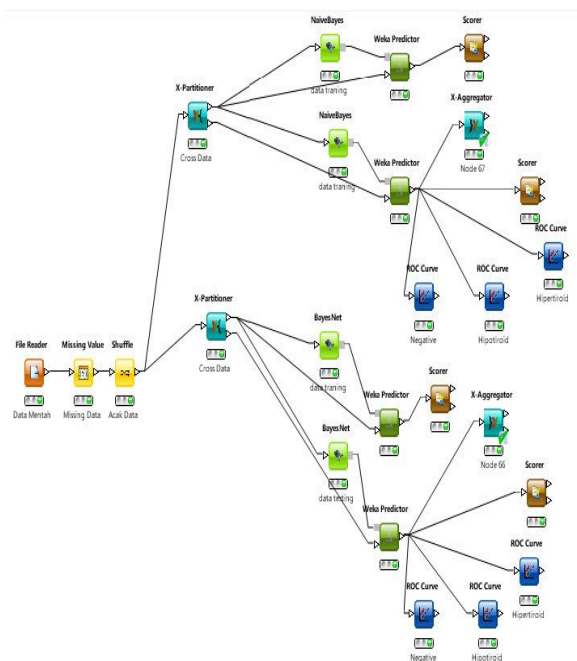 NaiveBayes
Weka Predictor
Scorer
data traning
X-Partitioner
Cross Data
NaiveBayes
data traning
Weka Predictor
X-Aggregator
Node 67
Scorer
ROC Curve
Hipertiroid
ROC Curve
Negative
ROC Curve
Hipotiroid
File Reader
Data Mentah
Missing Value
Missing Data
Shuffle
Acak Data
X-Partitioner
Cross Data
BayesNet
data traning
Weka Predictor
Scorer
BayesNet
data testing
Weka Predictor
X-Aggregator
Node 66
Scorer
ROC Curve
Hipertiroid
ROC Curve
Negative
ROC Curve
Hipotiroid